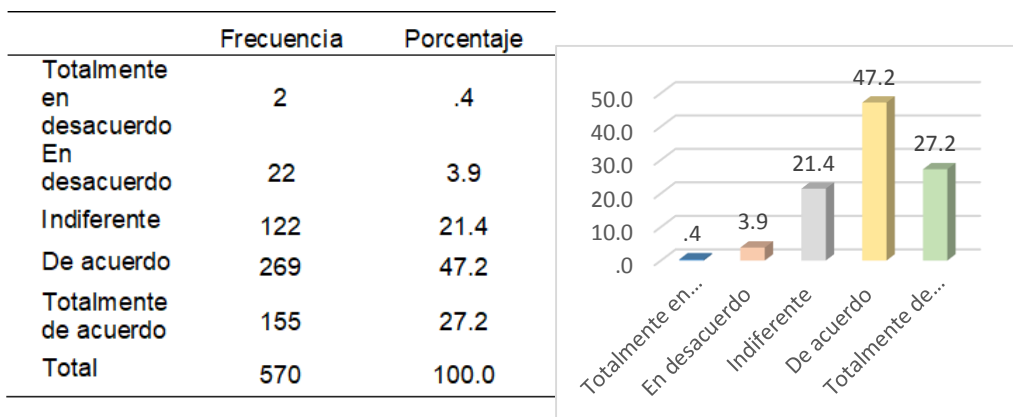 Frecuencia Porcentaje
Totalmente
en
desacuerdo
2 .4
En
desacuerdo
22 3.9
Indiferente 122 21.4
De acuerdo 269 47.2
Totalmente
de acuerdo
155 27.2
Total 570 100.0
50.0
40.0
30.0
20.0
10.0
.0
.4
3.9
21.4
47.2
27.2
Totalmente en...
En desacuerdo
Indiferente
De acuerdo
Totalmente de...